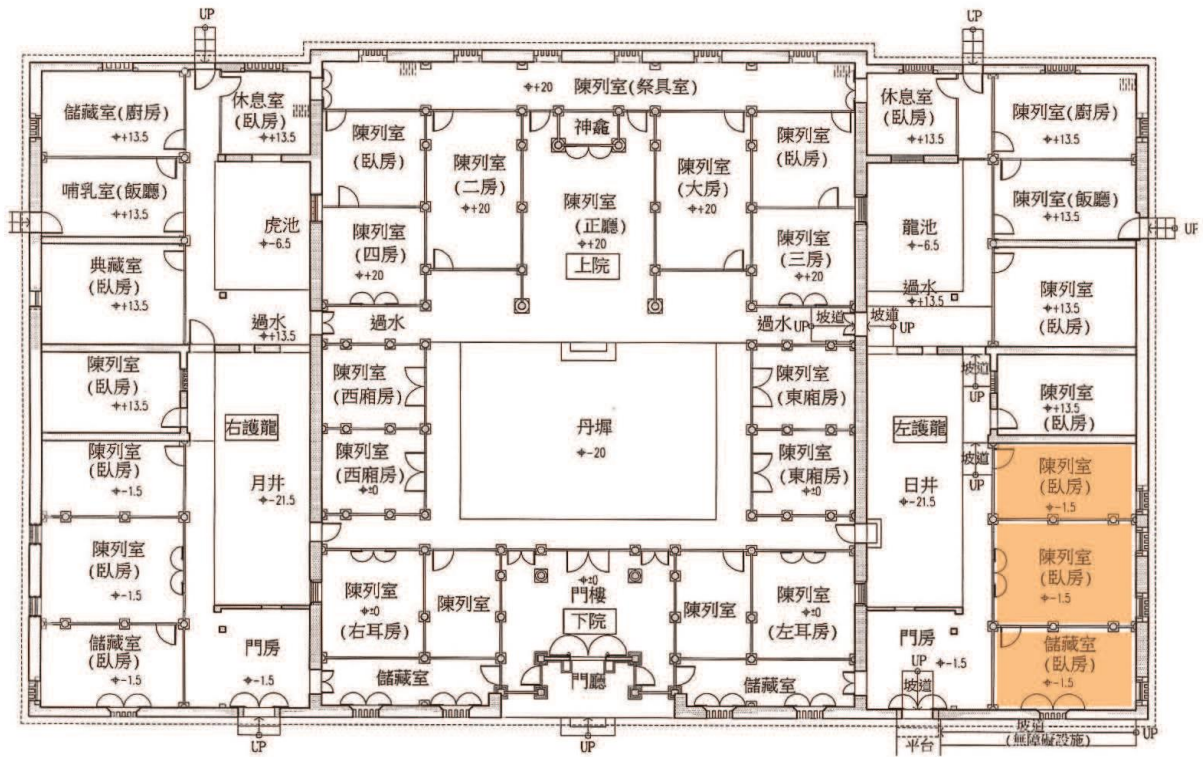 UP
UP
儲藏室(廚房)
+13.5
休息室
(臥房)
+13.5
+20
陳列室(祭具室)
休息室
(臥房)
+13.5
陳列室(廚房)
+13.5
陳列室
(臥房)
陳列室
(二房)
+20
神龕
陳列室
(正廳)
+20
上院
陳列室
(大房)
+20
陳列室
(臥房)
哺乳室(飯廳)
+13.5
虎池
-6.5
陳列室
(四房)
+20
陳列室
(三房)
+20
龍池
-6.5
陳列室(飯廳)
+13.5
UP
典藏室
(臥房)
+13.5
過水
+13.5
過水
過水
UP
坡道
坡道
UP
過水
+13.5
陳列室
+13.5
(臥房)
陳列室
(臥房)
+13.5
右護龍
陳列室
(西廂房)
陳列室
(東廂房)
左護龍
坡道
UP
陳列室
+13.5
(臥房)
丹墀
-20
陳列室
(臥房)
-1.5
月井
-21.5
陳列室
(西廂房)
±0
陳列室
(東廂房)
±0
日井
-21.5
坡道
UP
陳列室
(臥房)
-1.5
陳列室
(臥房)
-1.5
陳列室
±0
(右耳房)
陳列室
±0
門樓
下院
陳列室
陳列室
±0
(左耳房)
陳列室
(臥房)
-1.5
儲藏室
(臥房)
-1.5
門房
-1.5
儲藏室
門廳
儲藏室
門房
-1.5
UP
坡道
儲藏室
(臥房)
-1.5
UP
UP
平台
坡道
(無障礙設施)
UP